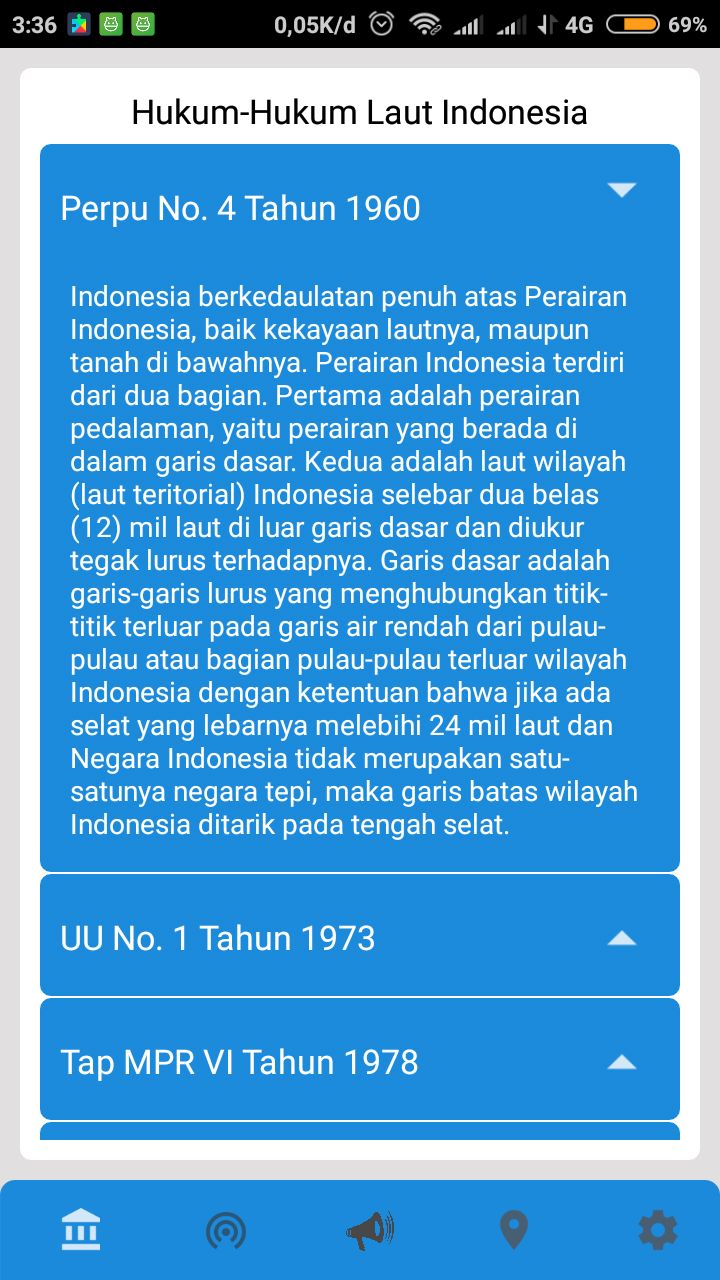 3:36 0,05K/d 4G 69%
Hukum-Hukum Laut Indonesia
Perpu No. 4 Tahun 1960
Indonesia berkedaulatan penuh atas Perairan
Indonesia, baik kekayaan lautnya, maupun
tanah di bawahnya. Perairan Indonesia terdiri
dari dua bagian. Pertama adalah perairan
pedalaman, yaitu perairan yang berada di
dalam garis dasar. Kedua adalah laut wilayah
(laut teritorial) Indonesia selebar dua belas
(12) mil laut di luar garis dasar dan diukur
tegak lurus terhadapnya. Garis dasar adalah
garis-garis lurus yang menghubungkan titik-
titik terluar pada garis air rendah dari pulau-
pulau atau bagian pulau-pulau terluar wilayah
Indonesia dengan ketentuan bahwa jika ada
selat yang lebarnya melebihi 24 mil laut dan
Negara Indonesia tidak merupakan satu-
satunya negara tepi, maka garis batas wilayah
Indonesia ditarik pada tengah selat.
UU No. 1 Tahun 1973
Tap MPR VI Tahun 1978